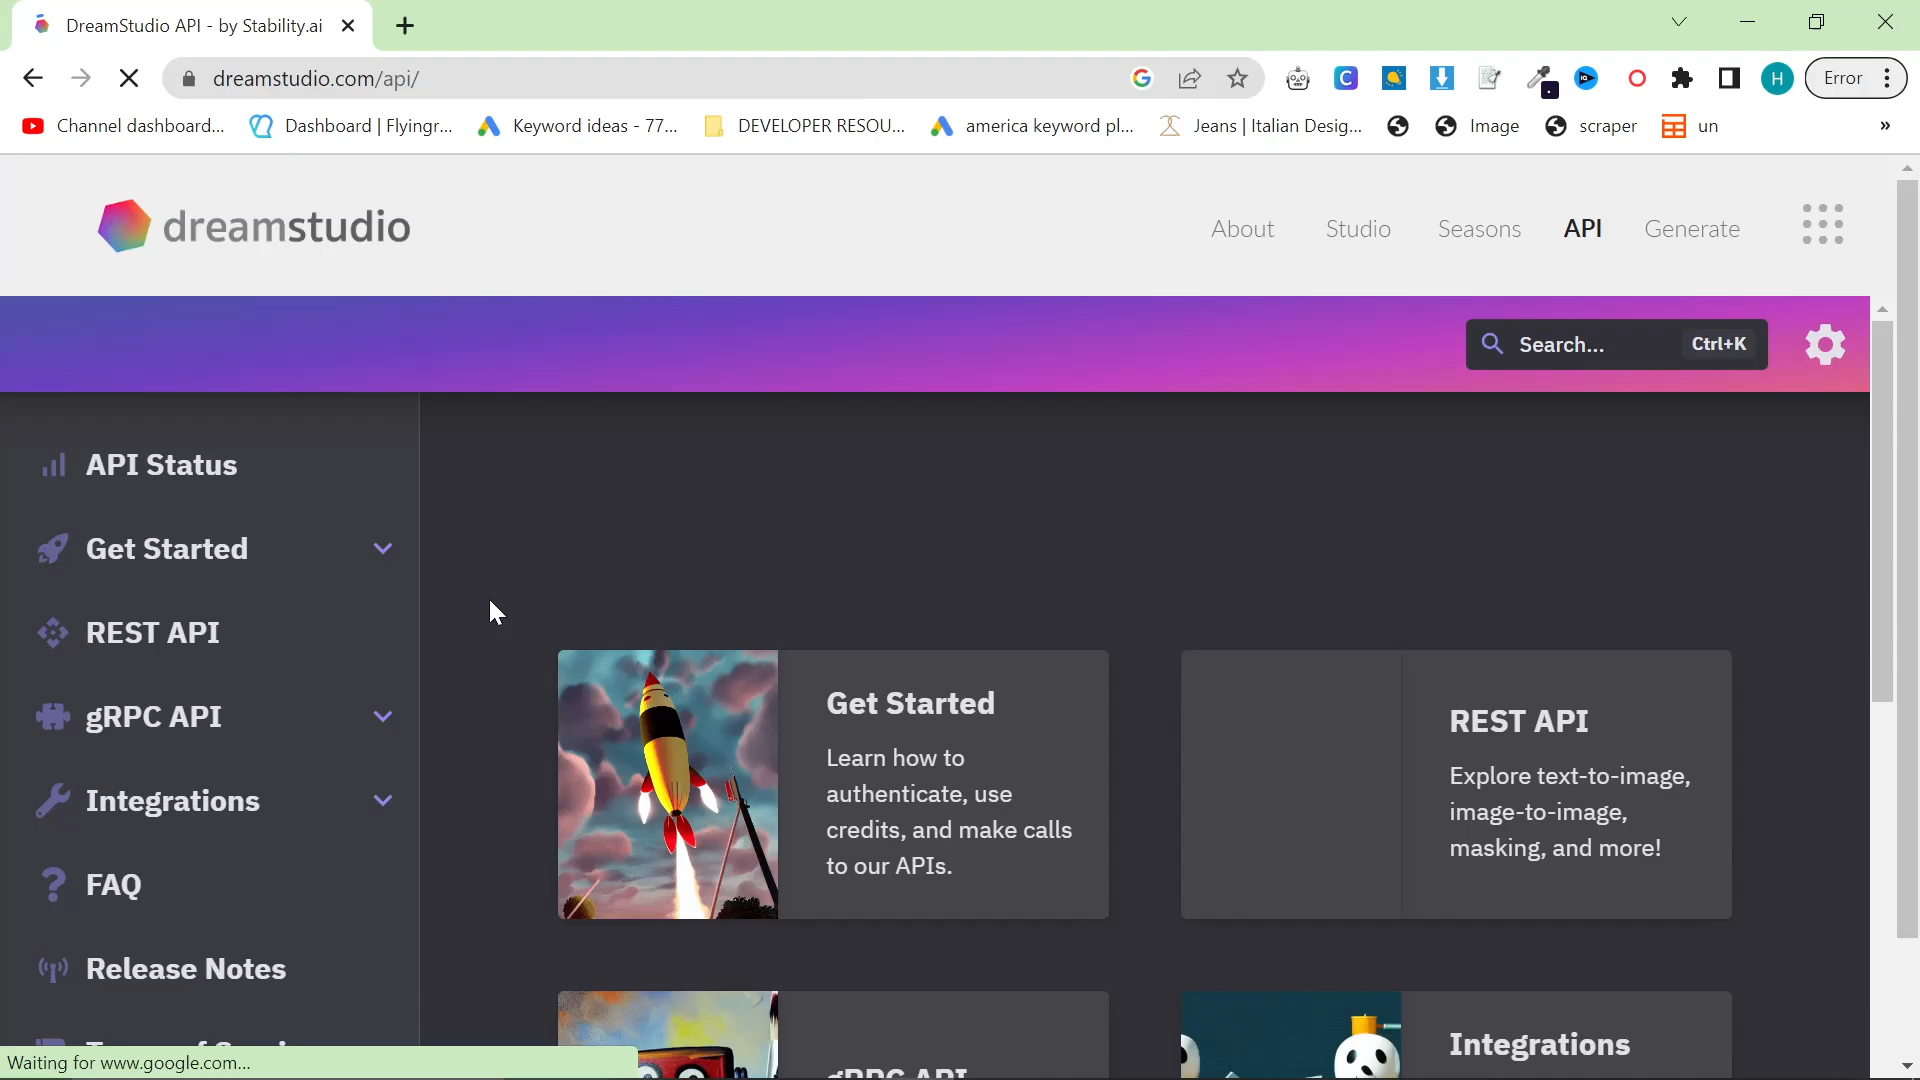 DreamStudio API - by Stability.ai
dreamstudio.com/api/
C
IQ
H
Error
Channel dashboard...
Dashboard | Flyingr...
Keyword ideas - 77...
DEVELOPER RESOU...
america keyword pl...
Jeans | Italian Desig...
Image
scraper
un
»
dreamstudio
About
Studio
Seasons
API
Generate
Search...
Ctrl+K
API Status
Get Started
REST API
gRPC API
Integrations
FAQ
Release Notes
Get Started
Learn how to
authenticate, use
credits, and make calls
to our APIs.
REST API
Explore text-to-image,
image-to-image,
masking, and more!
gRPC API
Integrations
Waiting for www.google.com...